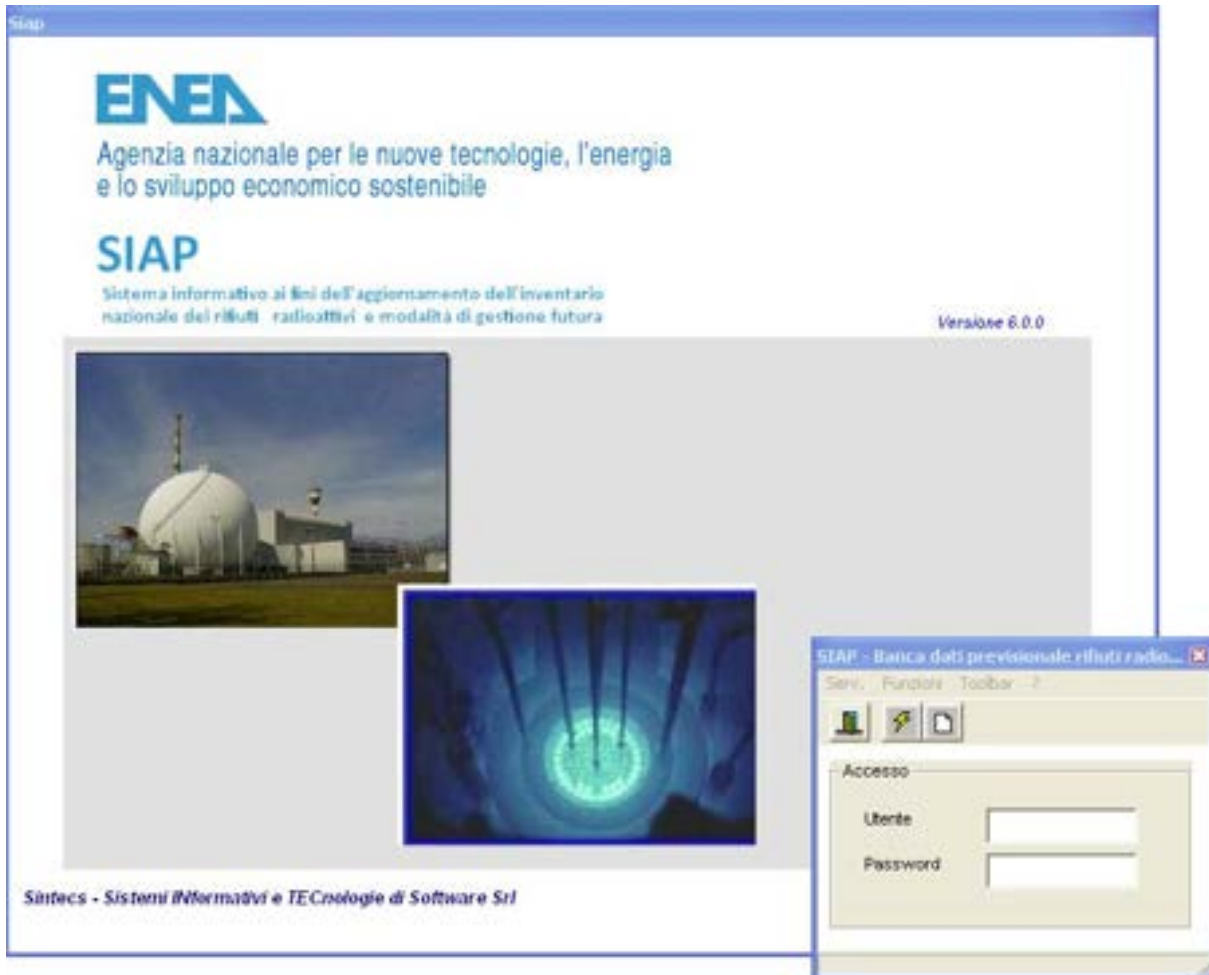 Siap
ENEA
Agenzia nazionale per le nuove tecnologie, l'energia
e lo sviluppo economico sostenibile
SIAP
Sistema informativo ai fini dell'aggiornamento dell'inventario
nazionale dei rifiuti radioattivi e modalità di gestione futura
Versione 6.0.0
SIAP - Banca dati previsionale rifiuti radio...
Serv. Funzioni Toolbar ?
Accesso
Utente
Password
Sintecs - Sistemi INformativi e TECnologie di Software Srl